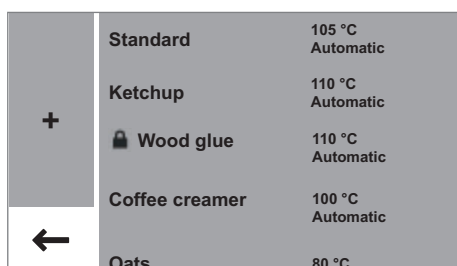 +
Standard 105 °C
Automatic
Ketchup 110 °C
Automatic
Wood glue 110 °C
Automatic
Coffee creamer 100 °C
Automatic
Oats 80 °C